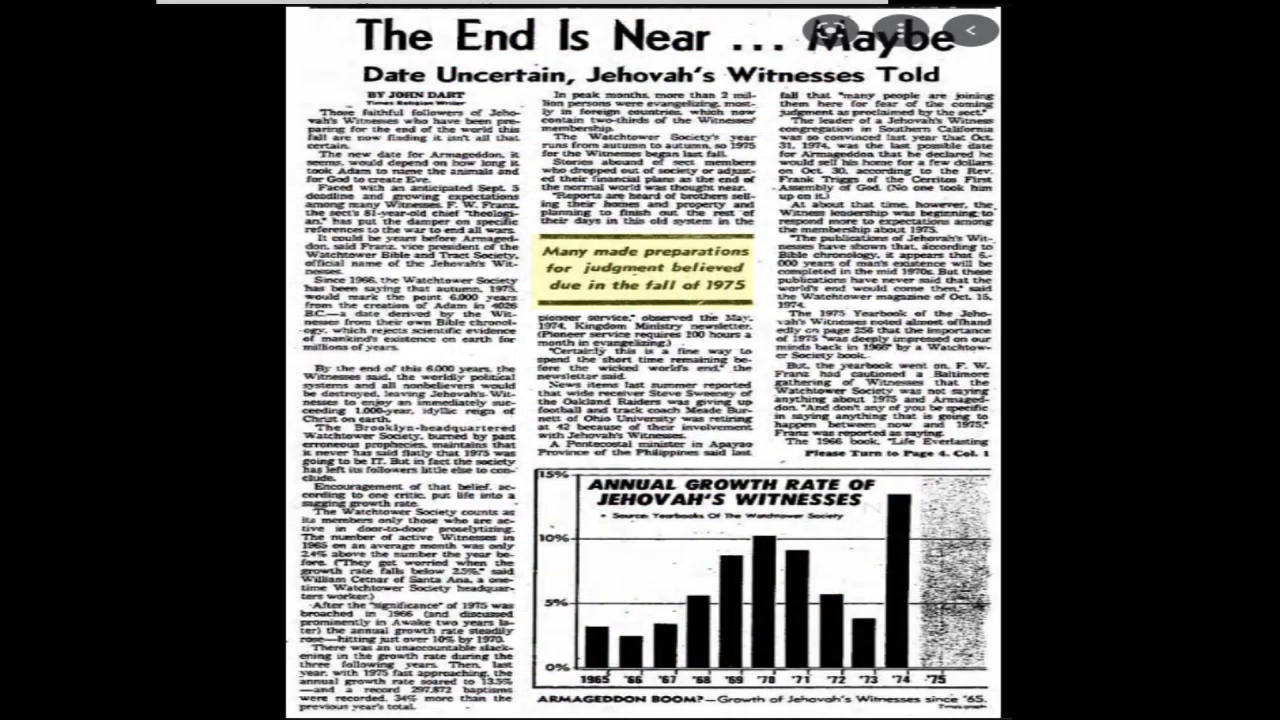 The End Is Near ... Maybe
Date Uncertain, Jehovah's Witnesses Told
BY JOHN DART
Times Religion Writer
Those faithful followers of Jeho-
vah's Witnesses who have been pre-
paring for the end of the world this
fall are now finding it isn't all that
certain.
The new date for Armageddon, it
seems, would depend on how long it
took Adam to name the animals and
for God to create Eve.
Faced with an anticipated Sept. 5
deadline and growing expectations
among many Witnesses, F. W. Franz,
the sect's 81-year-old chief "theologi-
an," has put the damper on specific
references to the war to end all wars.
It could be years before Armaged-
don, said Franz, vice president of the
Watchtower Bible and Tract Society,
official name of the Jehovah's Wit-
nesses.
Since 1966, the Watchtower Society
has been saying that autumn, 1975,
would mark the point 6,000 years
from the creation of Adam in 4026
B.C.—a date derived by the Wit-
nesses from their own Bible chronol-
ogy, which rejects scientific evidence
of mankind's existence on earth for
millions of years.
By the end of this 6,000 years, the
Witnesses said, the worldly political
systems and all nonbelievers would
be destroyed, leaving Jehovah's Wit-
nesses to enjoy an immediately suc-
ceeding 1,000-year, idyllic reign of
Christ on earth.
The Brooklyn-headquartered
Watchtower Society, burned by past
erroneous prophecies, maintains that
it never has said flatly that 1975 was
going to be IT. But in fact the society
has left its followers little else to con-
clude.
Encouragement of that belief, ac-
cording to one critic, put life into a
sagging growth rate.
The Watchtower Society counts as
its members only those who are ac-
tive in door-to-door proselytizing.
The number of active Witnesses in
1965 on an average month was only
2.4% above the number the year be-
fore. ("They get worried when the
growth rate falls below 2.5%," said
William Cetnar of Santa Ana, a one-
time Watchtower Society headquar-
ters worker.)
After the "significance" of 1975 was
broached in 1966 (and discussed
prominently in Awake two years la-
ter) the annual growth rate steadily
rose—hitting just over 10% by 1970.
There was an unaccountable slack-
ening in the growth rate during the
three following years. Then, last
year, with 1975 fast approaching, the
annual growth rate soared to 13.5%
—and a record 297,872 baptisms
were recorded, 34% more than the
previous year's total.
In peak months, more than 2 mil-
lion persons were evangelizing, most-
ly in foreign countries, which now
contain two-thirds of the Witnesses'
membership.
The Watchtower Society's year
runs from autumn to autumn, so 1975
for the Witnesses began last fall.
Stories abound of sect members
who dropped out of society or adjust-
ed their financial plans as the end of
the normal world was thought near.
"Reports are heard of brothers sell-
ing their homes and property and
planning to finish out the rest of
their days in this old system in the
Many made preparations
for judgment believed
due in the fall of 1975
pioneer service," observed the May,
1974, Kingdom Ministry newsletter.
(Pioneer service requires 100 hours a
month in evangelizing.)
"Certainly this is a fine way to
spend the short time remaining be-
fore the wicked world's end," the
newsletter said.
News items last summer reported
that wide receiver Steve Sweeney of
the Oakland Raiders was giving up
football and track coach Meade Bur-
nett of Ohio University was retiring
at 42 because of their involvement
with Jehovah's Witnesses.
A Pentecostal minister in Apayao
Province of the Philippines said last
fall that "many people are joining
them here for fear of the coming
judgment as proclaimed by the sect."
The leader of a Jehovah's Witness
congregation in Southern California
was so convinced last year that Oct.
31, 1974, was the last possible date
for Armageddon that he declared he
would sell his home for a few dollars
on Oct. 30, according to the Rev.
Frank Triggs of the Cerritos First
Assembly of God. (No one took him
up on it.)
At about that time, however, the
Witness leadership was beginning to
respond more to expectations among
the membership about 1975.
"The publications of Jehovah's Wit-
nesses have shown that, according to
Bible chronology, it appears that 6,-
000 years of man's existence will be
completed in the mid 1970s. But these
publications have never said that the
world's end would come then," said
the Watchtower magazine of Oct. 15,
1974.
The 1975 Yearbook of the Jeho-
vah's Witnesses noted almost offhand
edly on page 256 that the importance
of 1975 "was deeply impressed on our
minds back in 1966" by a Watchtow-
er Society book.
But, the yearbook went on, F. W.
Franz had cautioned a Baltimore
gathering of Witnesses that the
Watchtower Society was not saying
anything about 1975 and Armaged-
don. "And don't any of you be specific
in saying anything that is going to
happen between now and 1975,"
Franz was reported as saying.
The 1966 book, "Life Everlasting
Please Turn to Page 4, Col. 1
ANNUAL GROWTH RATE OF
JEHOVAH'S WITNESSES
• Source: Yearbooks Of The Watchtower Society
15%
10%
5%
0%
1965 '66 '67 '68 '69 '70 '71 '72 '73 '74 '75
ARMAGEDDON BOOM?—Growth of Jehovah's Witnesses since '65.
Times graph